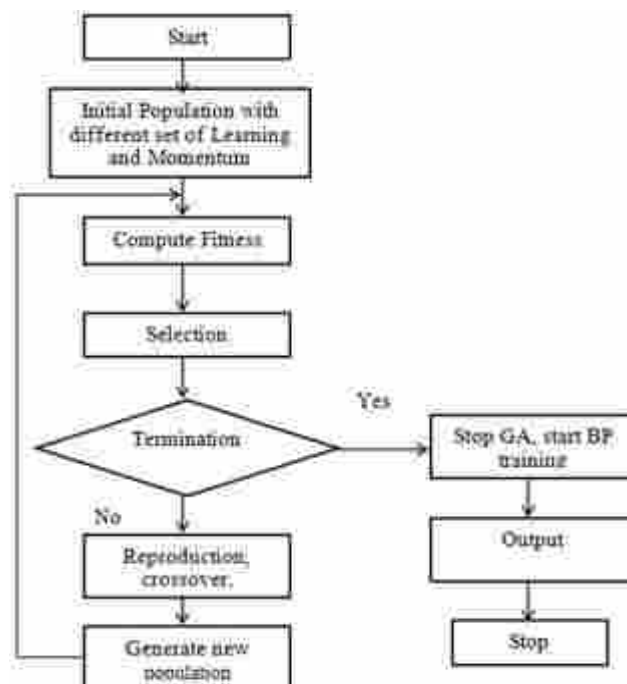 Start
Initial Population with
different set of Learning
and Momentum
Compute Fitness
Selection
Termination
Yes
Stop GA, start BP
training
No
Output
Reproduction,
crossover.
Stop
Generate new
population